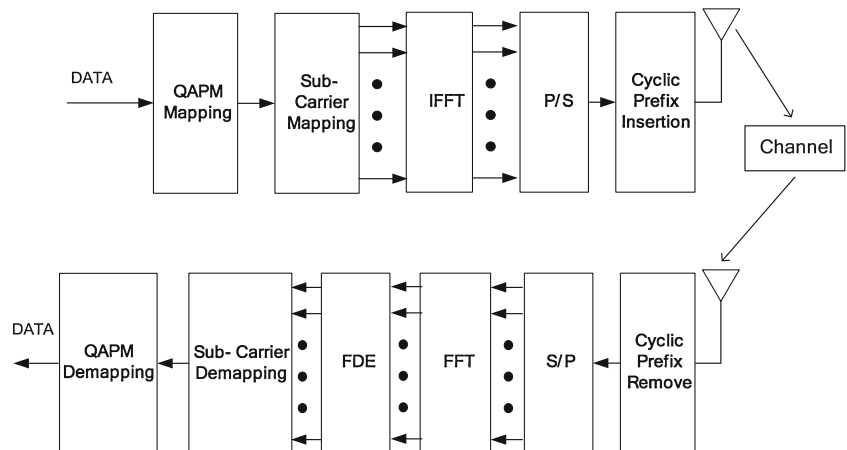 DATA
QAPM
Mapping
Sub-
Carrier
Mapping
IFFT
P/S
Cyclic
Prefix
Insertion
Channel
DATA
QAPM
Demapping
Sub- Carrier
Demapping
FDE
FFT
S/P
Cyclic
Prefix
Remove